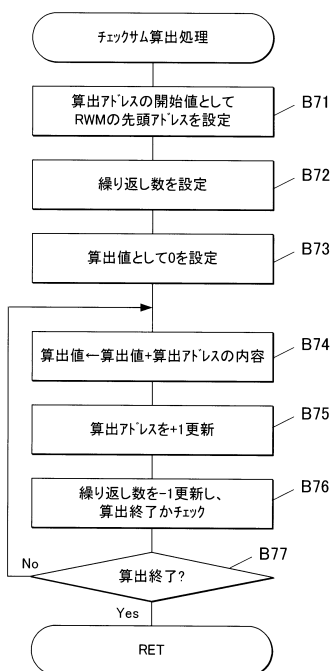 チェックサム算出処理
算出アドレスの開始値として
RWMの先頭アドレスを設定
B71
繰り返し数を設定
B72
算出値として0を設定
B73
算出値←算出値+算出アドレスの内容
B74
算出アドレスを+1更新
B75
繰り返し数を-1更新し、
算出終了かチェック
B76
算出終了?
B77
No
Yes
RET